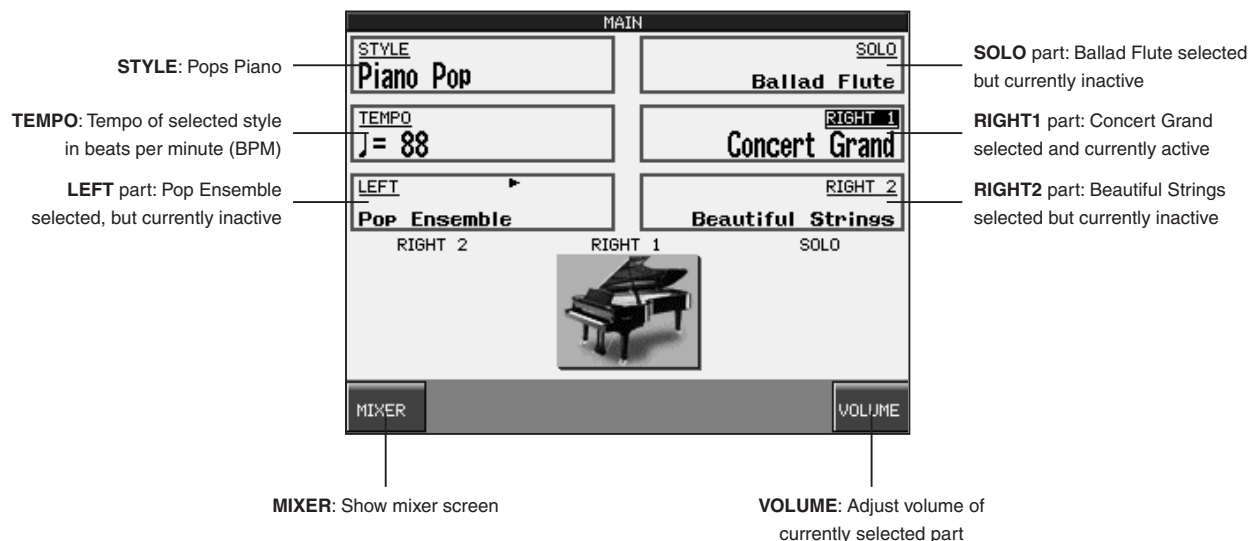 MAIN
STYLE
Piano Pop
SOLO
Ballad Flute
TEMPO
♩= 88
RIGHT 1
Concert Grand
LEFT
Pop Ensemble
RIGHT 2
Beautiful Strings
RIGHT 2
RIGHT 1
SOLO
MIXER
VOLUME
STYLE: Pops Piano
TEMPO: Tempo of selected style
in beats per minute (BPM)
LEFT part: Pop Ensemble
selected, but currently inactive
SOLO part: Ballad Flute selected
but currently inactive
RIGHT1 part: Concert Grand
selected and currently active
RIGHT2 part: Beautiful Strings
selected but currently inactive
MIXER: Show mixer screen
VOLUME: Adjust volume of
currently selected part